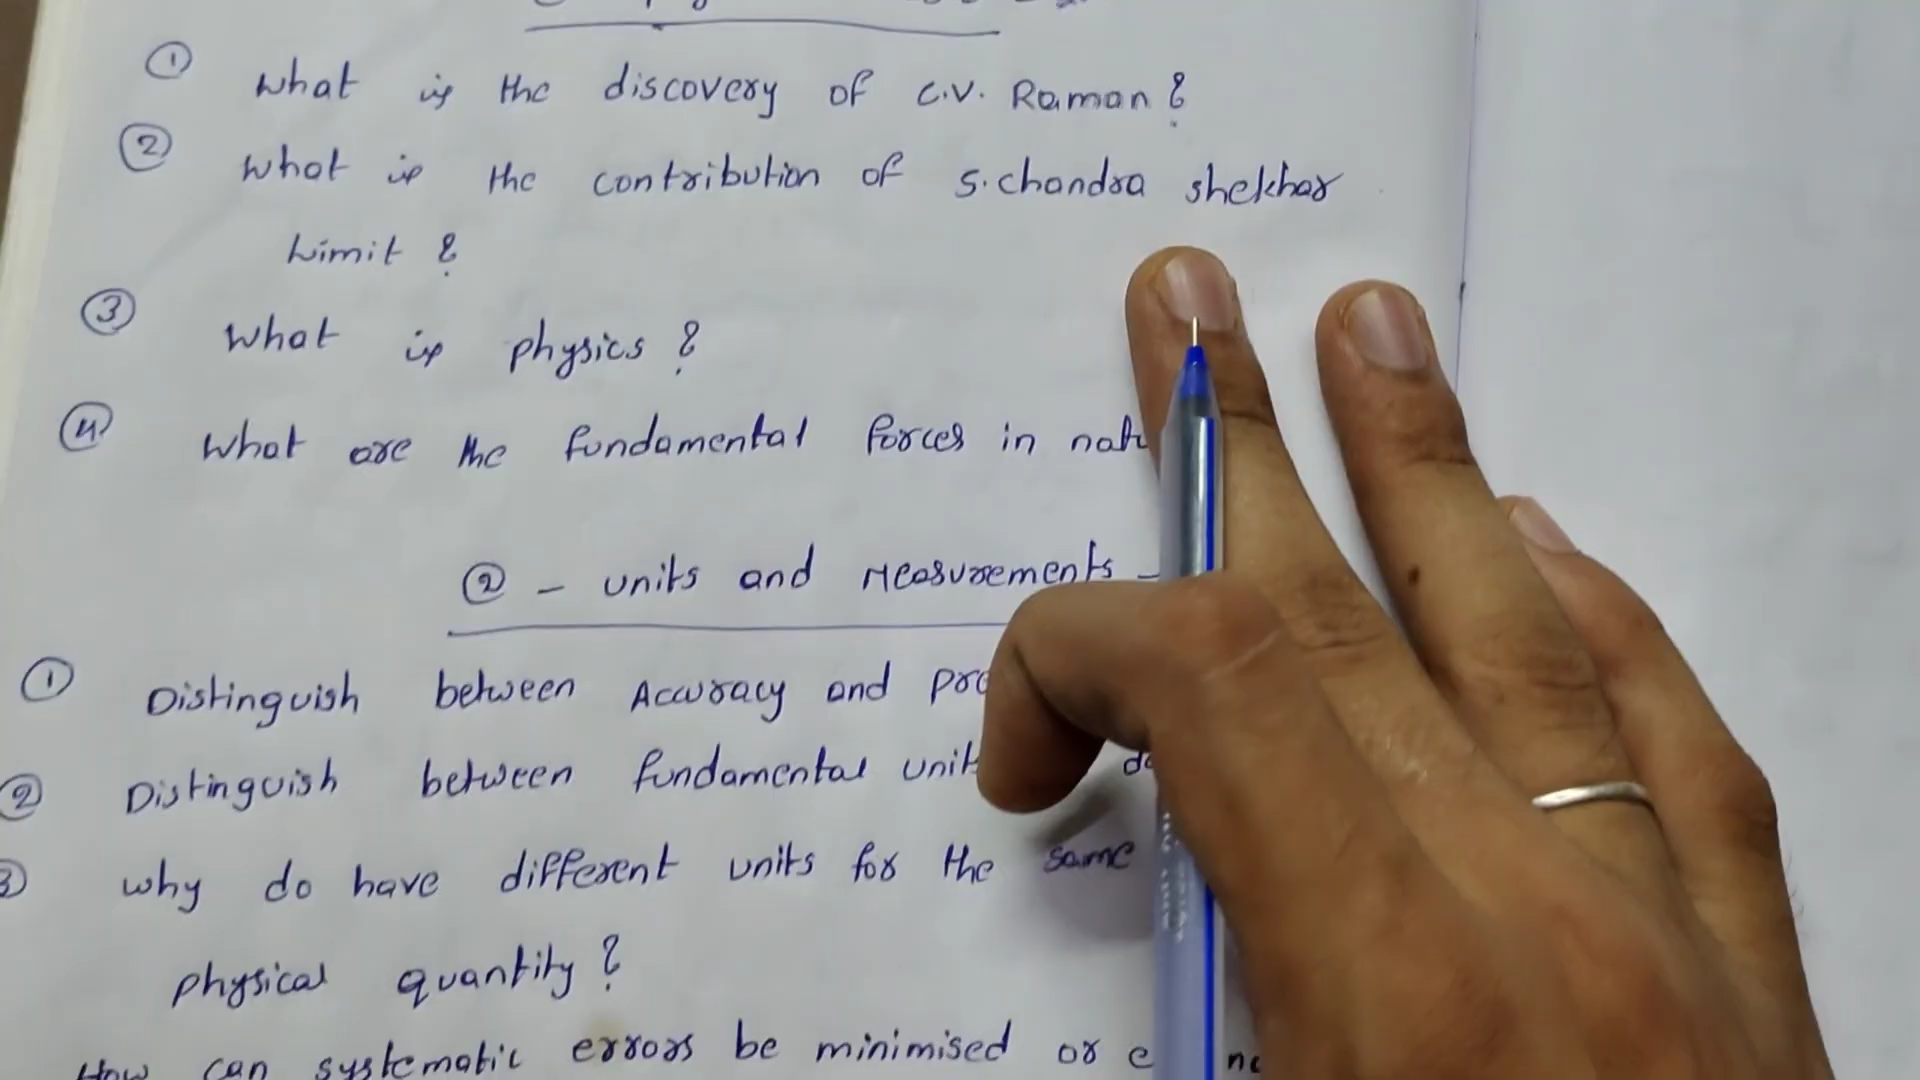 ① What is the discovery of C.V. Raman?
② What is the contribution of S. chandra shekhar
Limit?
③ What is physics?
④ What are the fundamental forces in
② - units and Measurements -
① Distinguish between Accuracy and
② Distinguish between fundamental
③ why do have different units for the same
physical quantity?
How can systematic errors be minimised or